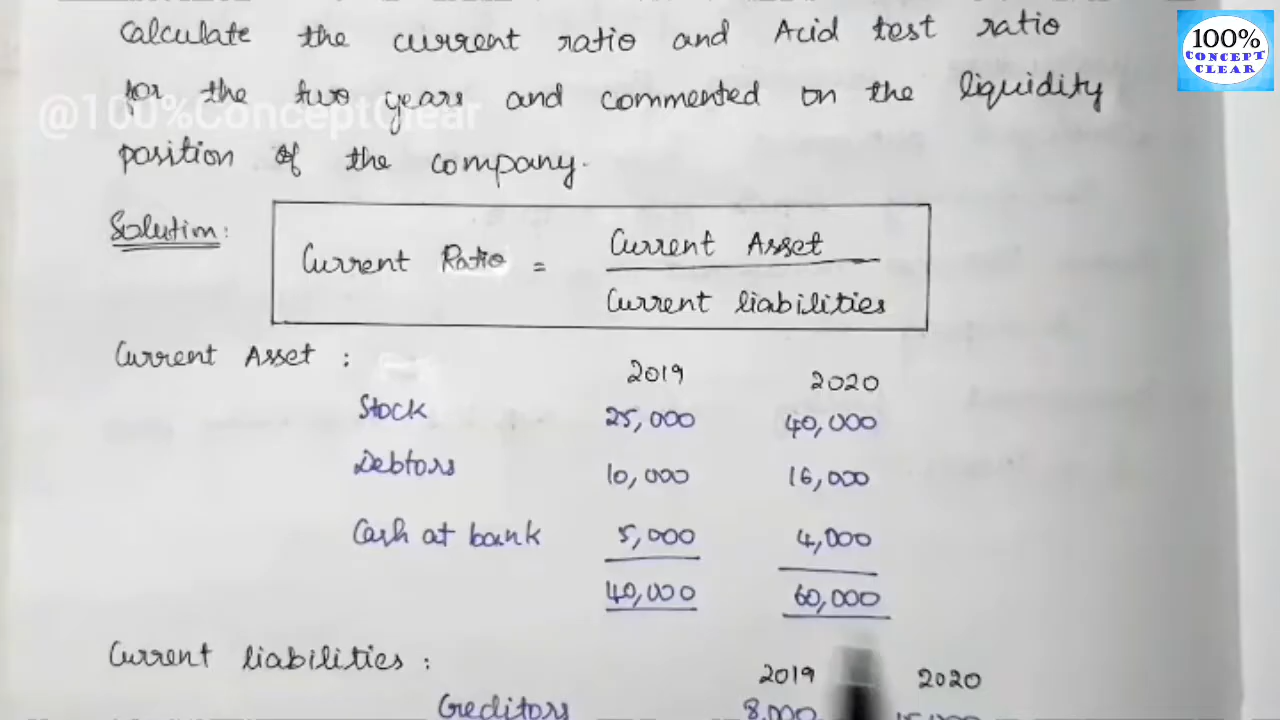 Calculate the current ratio and Acid test ratio
for the two years and commented on the liquidity
@100%ConceptClear
position of the company.
100%
CONCEPT
CLEAR
Solution:
Current Ratio = Current Asset
Current liabilities
Current Asset :
2019 2020
Stock 25,000 40,000
Debtors 10,000 16,000
Cash at bank 5,000 4,000
40,000 60,000
Current liabilities :
2019 2020
Creditors 8,000